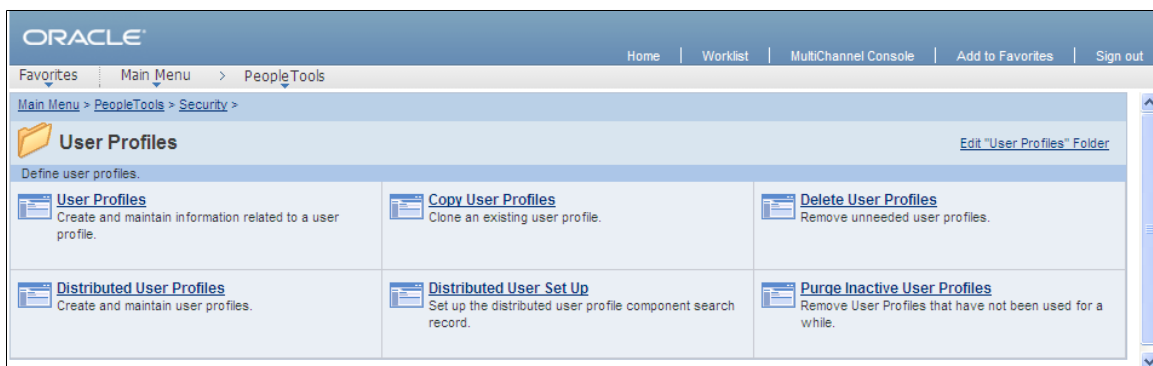 ORACLE
Home | Worklist | MultiChannel Console | Add to Favorites | Sign out
Favorites Main Menu > PeopleTools
Main Menu > PeopleTools > Security >
User Profiles
Edit "User Profiles" Folder
Define user profiles.
User Profiles
Create and maintain information related to a user
profile.
Copy User Profiles
Clone an existing user profile.
Delete User Profiles
Remove unneeded user profiles.
Distributed User Profiles
Create and maintain user profiles.
Distributed User Set Up
Set up the distributed user profile component search
record.
Purge Inactive User Profiles
Remove User Profiles that have not been used for a
while.